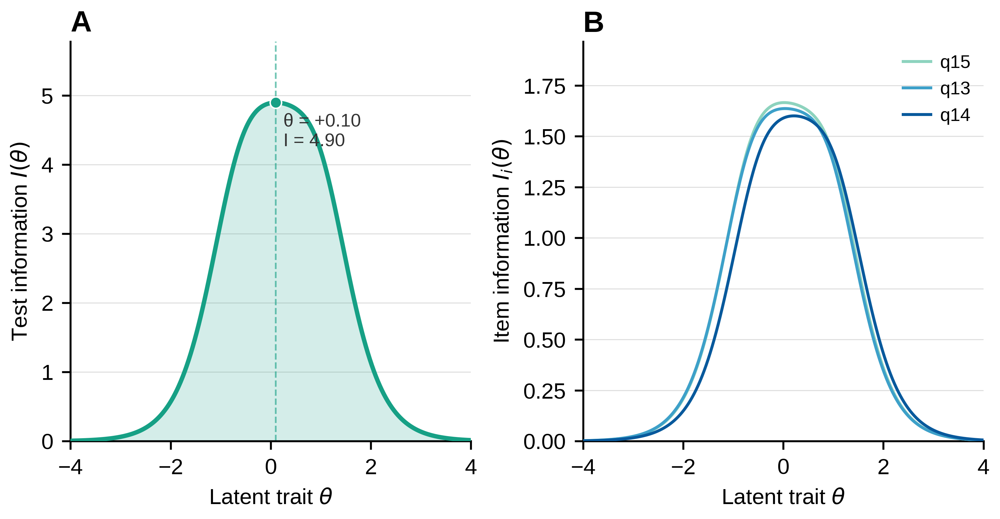 A
Test information I(θ)
5
4
3
2
1
0
θ = +0.10
I = 4.90
−4
−2
0
2
4
Latent trait θ
B
Item information Iᵢ(θ)
1.75
1.50
1.25
1.00
0.75
0.50
0.25
0.00
q15
q13
q14
−4
−2
0
2
4
Latent trait θ